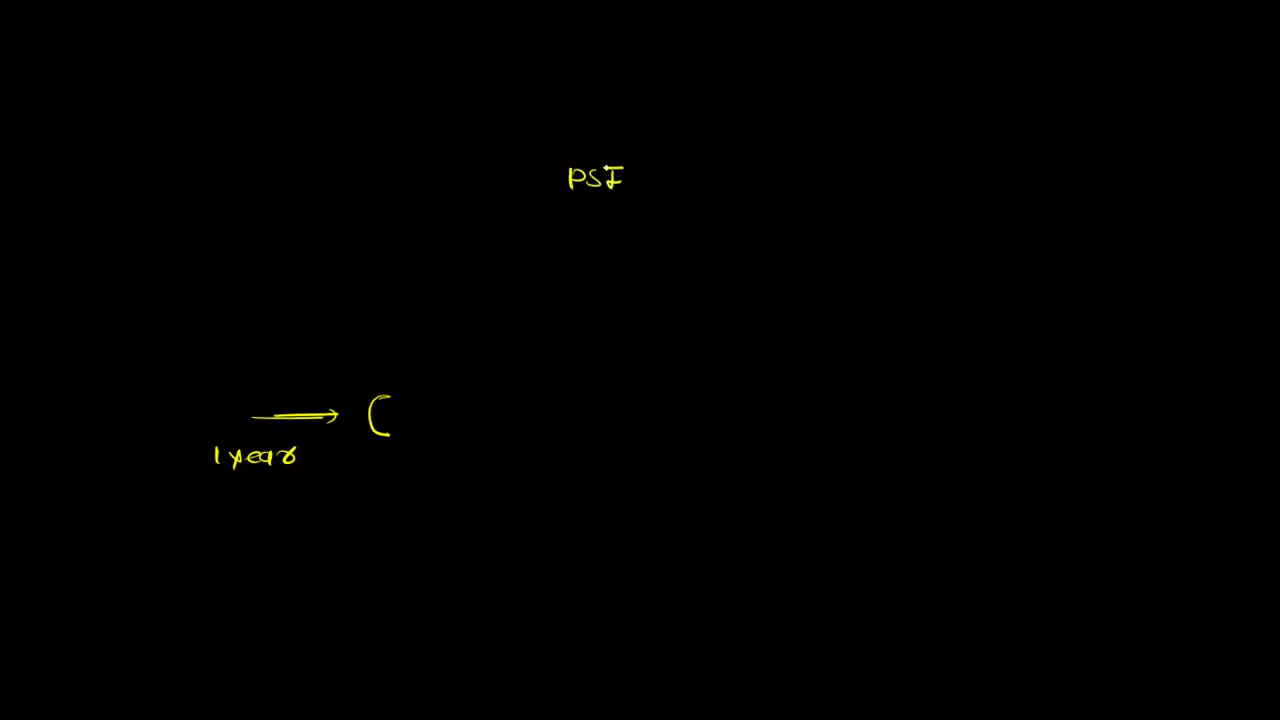 PSI
→ (
1 year